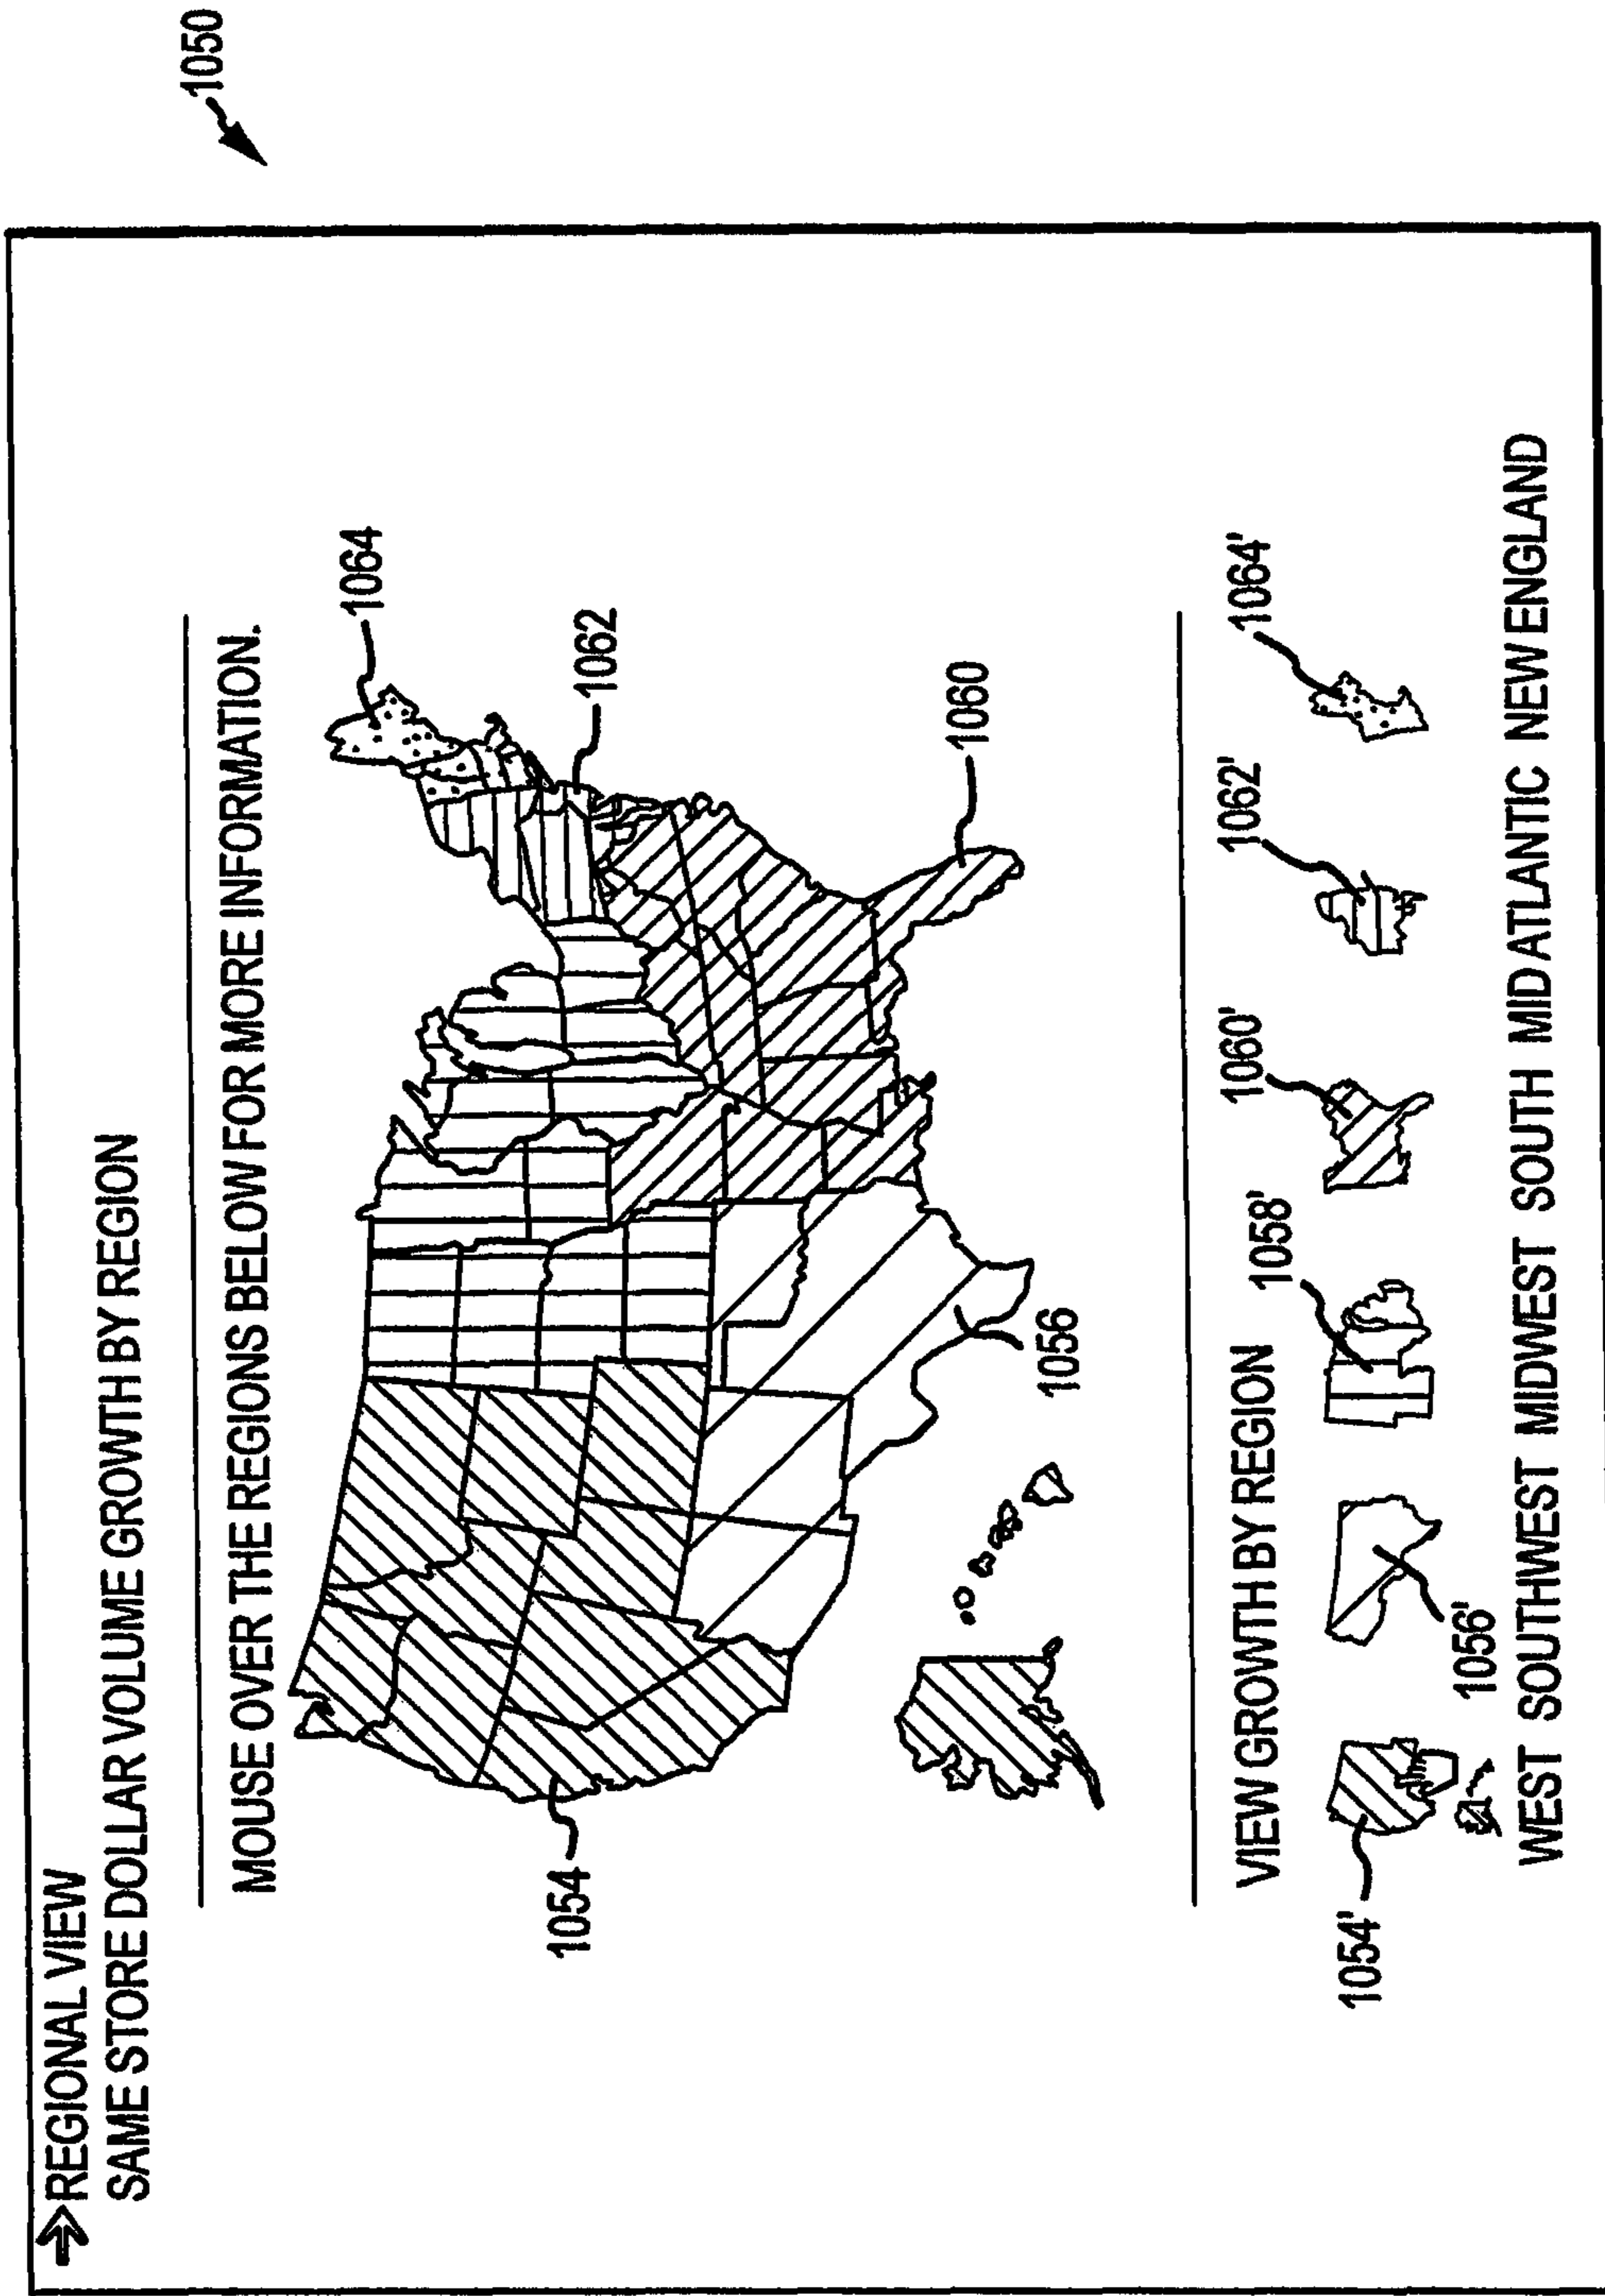 1050
REGIONAL VIEW
SAME STORE DOLLAR VOLUME GROWTH BY REGION
MOUSE OVER THE REGIONS BELOW FOR MORE INFORMATION.
1064
1062
1054
1060
1056
VIEW GROWTH BY REGION
1058'
1060'
1062'
1064'
1054'
1056'
WEST SOUTHWEST MIDWEST SOUTH MID ATLANTIC NEW ENGLAND